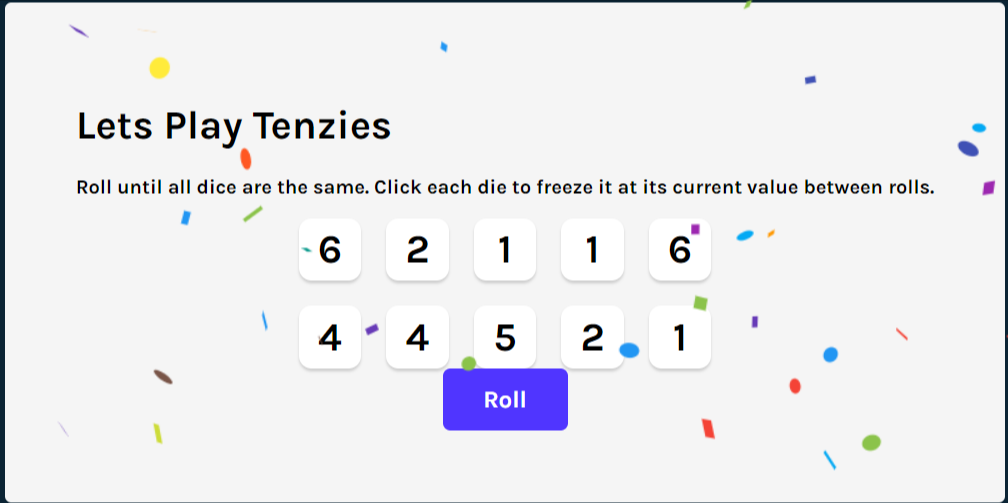 Lets Play Tenzies
Roll until all dice are the same. Click each die to freeze it at its current value between rolls.
6 2 1 1 6
4 4 5 2 1
Roll